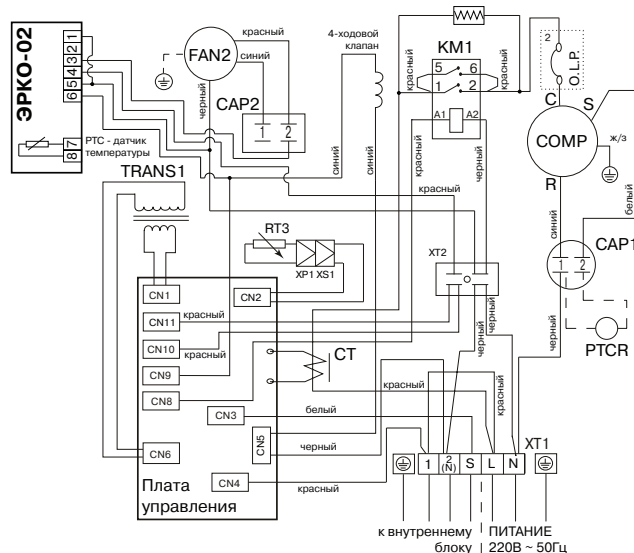 ЭРКО-02
1
2
3
4
5
6
7
8
РТС - датчик
температуры
FAN2
красный
синий
черный
CAP2
1 2
4-ходовой
клапан
KM1
5 6
1 2
красный
красный
A1 A2
2
O.L.P.
C
S
COMP
R
ж/з
белый
синий
CAP1
1 2
PTCR
черный
TRANS1
синий
синий
красный
черный
красный
RT3
XP1 XS1
XT2
CN1
CN2
CN11
красный
CN10
красный
CN9
CN8
CN3
белый
CN5
черный
CN6
CN4
красный
CT
красный
черный
черный
черный
красный
Плата
управления
1 2(N) S L N
XT1
к внутреннему
блоку
ПИТАНИЕ
220В ~ 50Гц